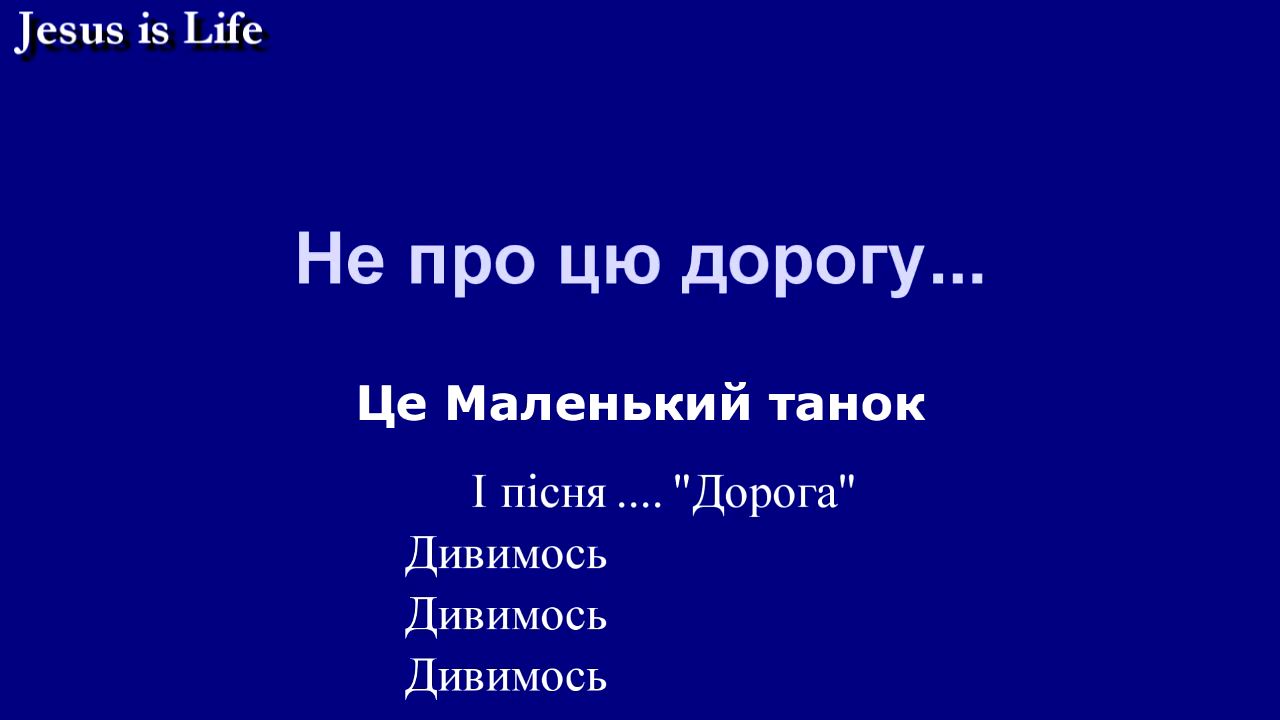 Jesus is Life
Не про цю дорогу...
Це Маленький танок
І пісня .... "Дорога"
Дивимось
Дивимось
Дивимось